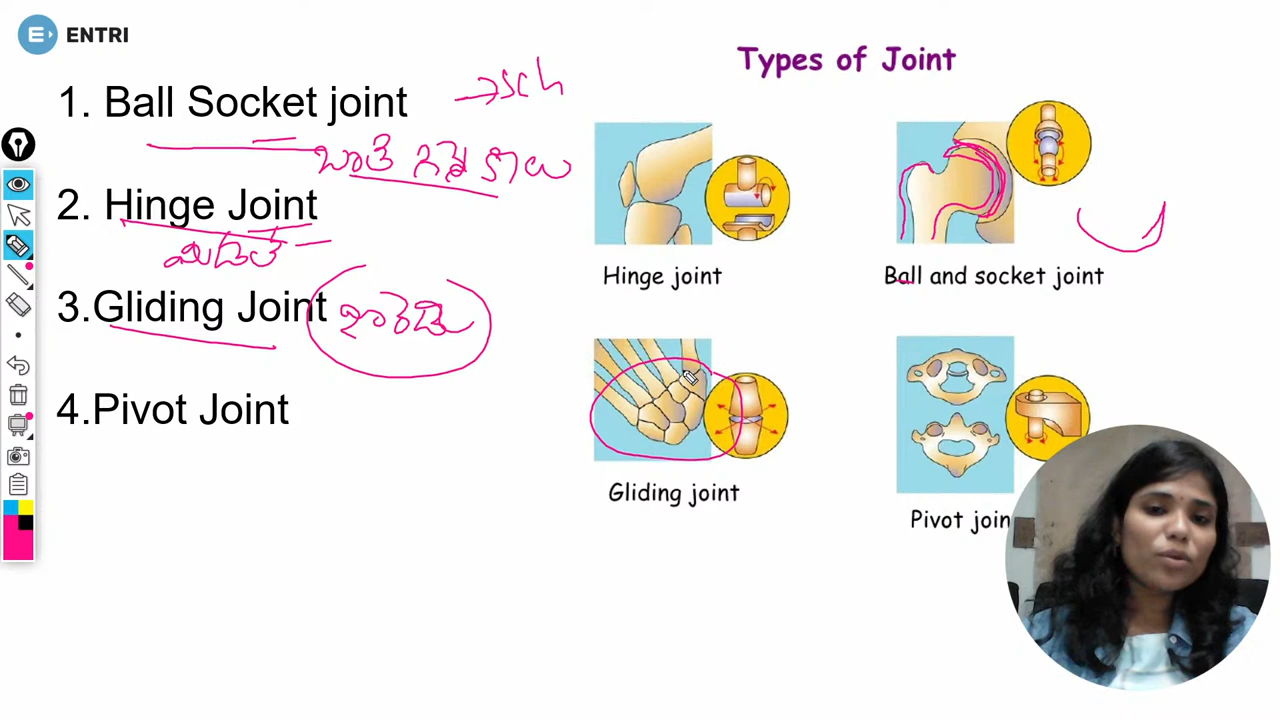 ENTRI
Types of Joint
1. Ball Socket joint
→ sch
2. Hinge Joint
3.Gliding Joint
4.Pivot Joint
Hinge joint
Ball and socket joint
Gliding joint
Pivot join